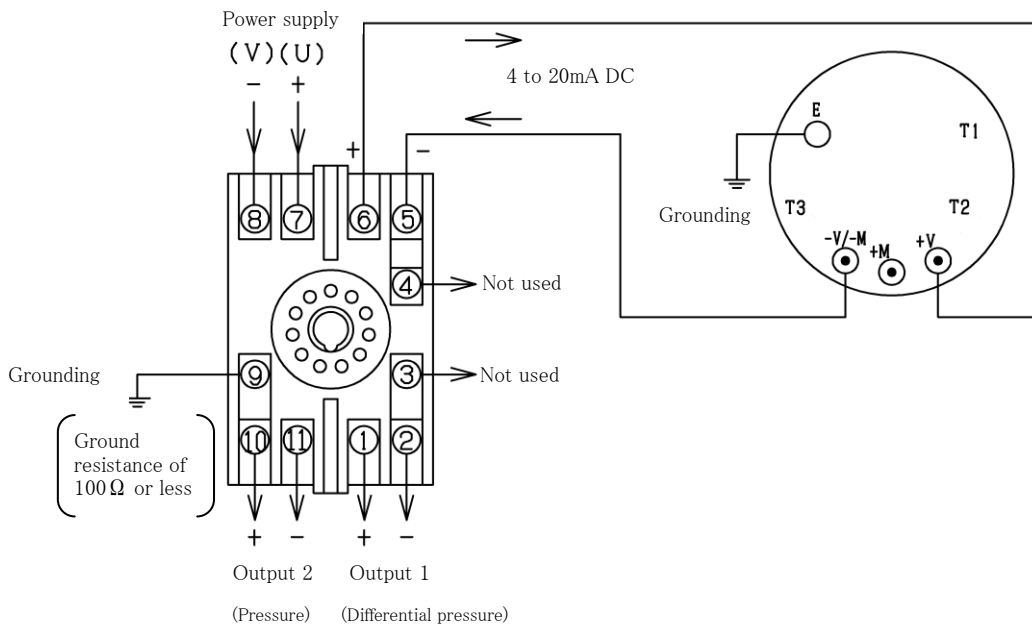 Power supply
(V) (U)
− +
4 to 20mA DC
+ −
E
T1
Grounding
T3
T2
-V/-M
+M
+V
8 7 6 5
4
Not used
Grounding
9
3
Not used
Ground
resistance of
100Ω or less
10 11 1 2
+ − + −
Output 2 Output 1
(Pressure) (Differential pressure)